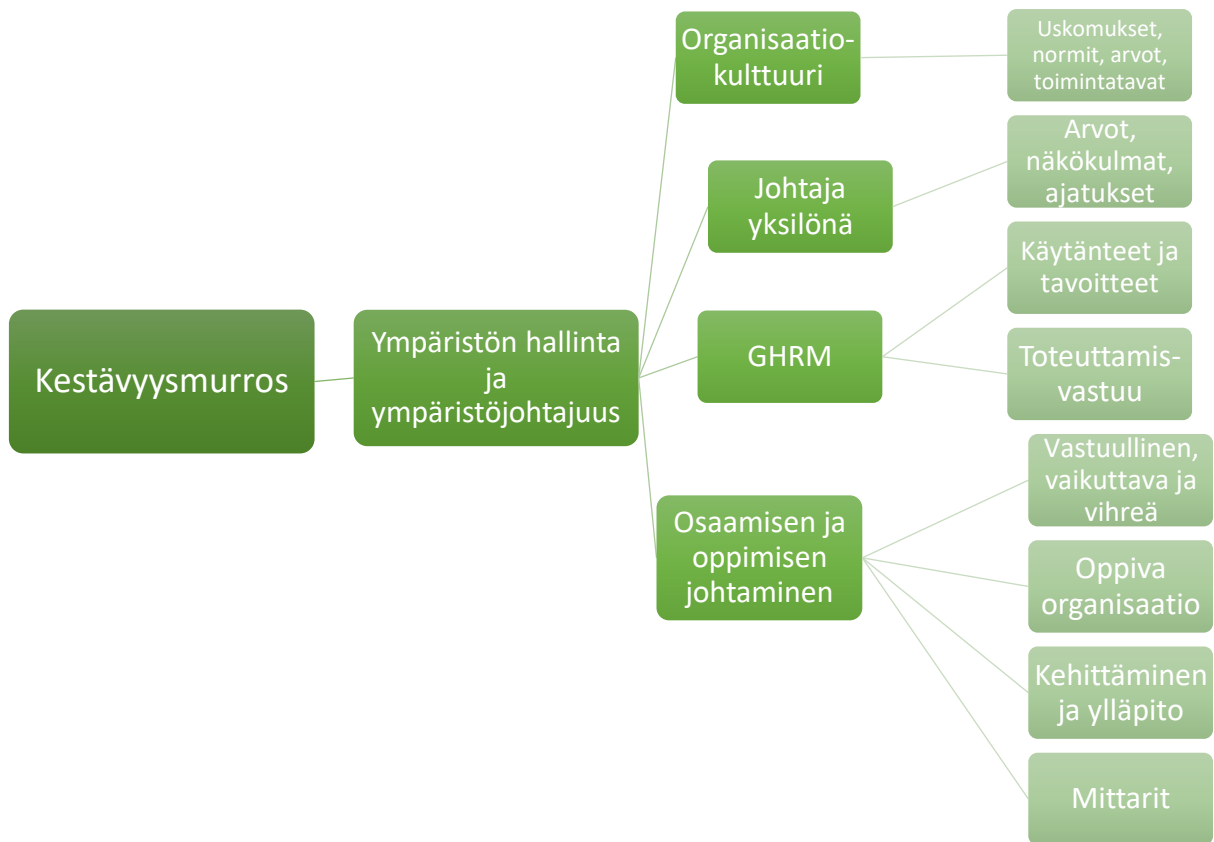 Kestävyysmurros
Ympäristön hallinta
ja
ympäristöjohtajuus
Organisaatio-
kulttuuri
Uskomukset,
normit, arvot,
toimintatavat
Johtaja
yksilönä
Arvot,
näkökulmat,
ajatukset
GHRM
Käytänteet ja
tavoitteet
Toteuttamis-
vastuu
Osaamisen ja
oppimisen
johtaminen
Vastuullinen,
vaikuttava ja
vihreä
Oppiva
organisaatio
Kehittäminen
ja ylläpito
Mittarit